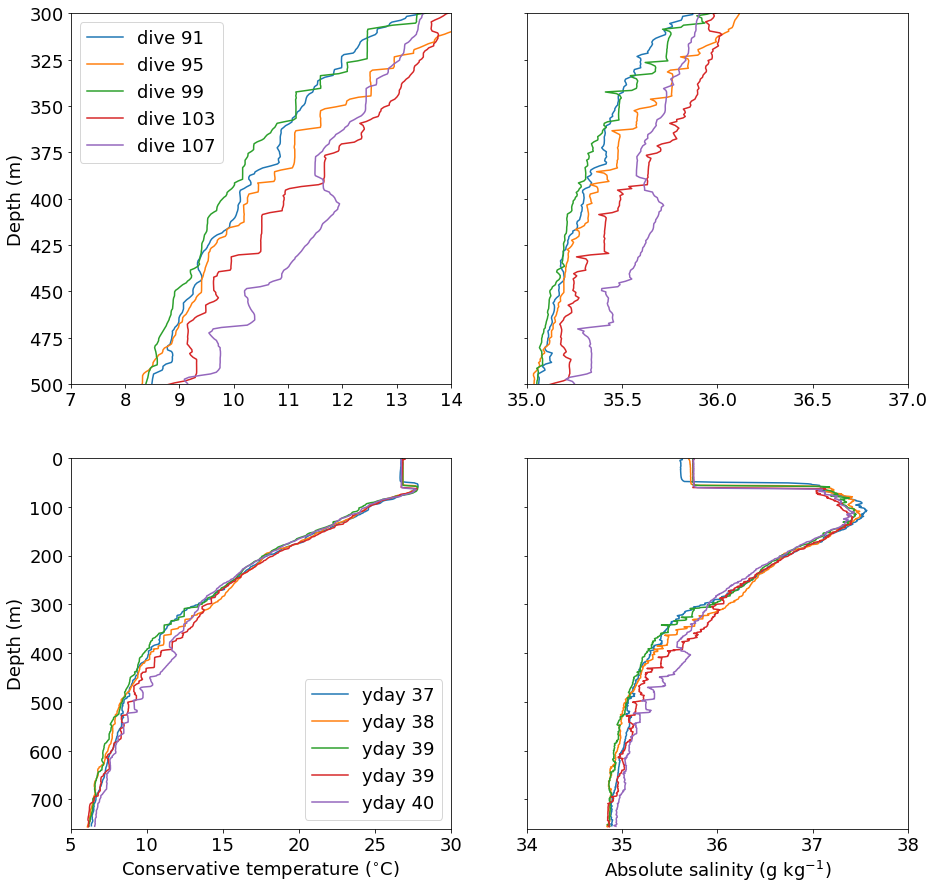 300
325
350
375
400
425
450
475
500
Depth (m)
dive 91
dive 95
dive 99
dive 103
dive 107
7 8 9 10 11 12 13 14
35.0 35.5 36.0 36.5 37.0
0
100
200
300
400
500
600
700
Depth (m)
yday 37
yday 38
yday 39
yday 39
yday 40
5 10 15 20 25 30
Conservative temperature (°C)
34 35 36 37 38
Absolute salinity (g kg⁻¹)